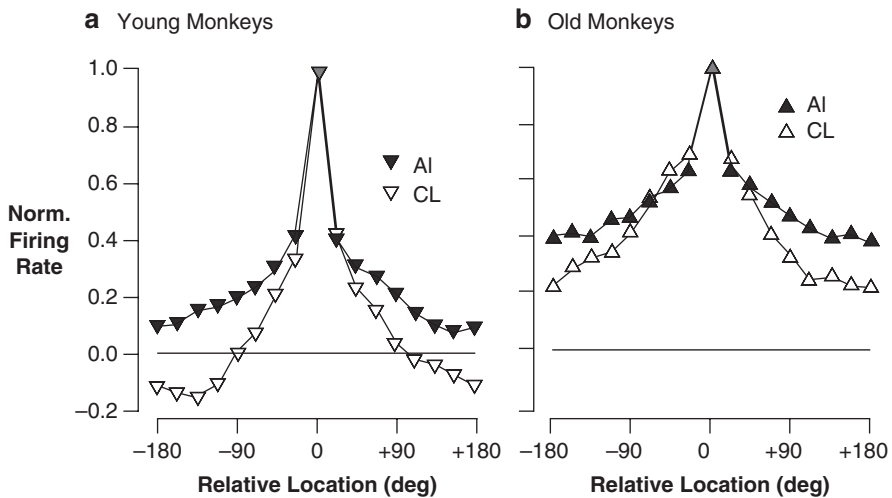 a Young Monkeys
1.0
0.8
0.6
0.4
0.2
0.0
–0.2
Norm.
Firing
Rate
AI
CL
–180 –90 0 +90 +180
Relative Location (deg)
b Old Monkeys
AI
CL
–180 –90 0 +90 +180
Relative Location (deg)